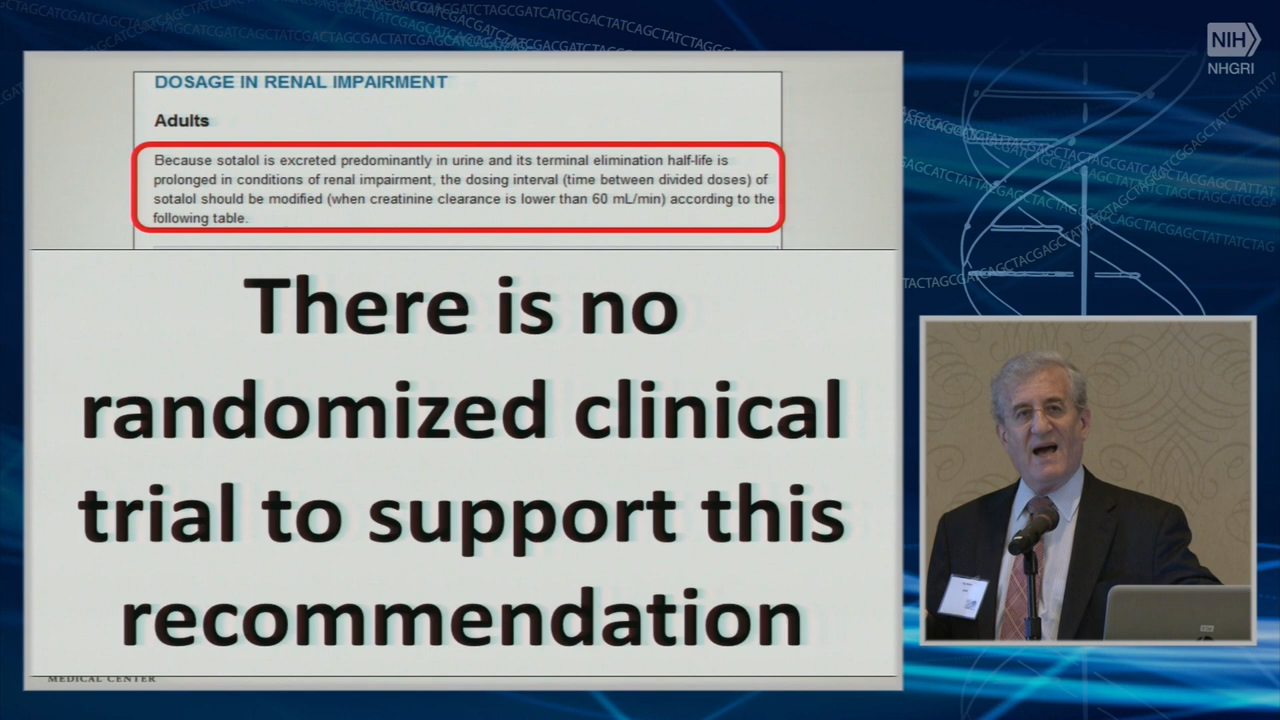 NIH
NHGRI
DOSAGE IN RENAL IMPAIRMENT
Adults
Because sotalol is excreted predominantly in urine and its terminal elimination half-life is
prolonged in conditions of renal impairment, the dosing interval (time between divided doses) of
sotalol should be modified (when creatinine clearance is lower than 60 mL/min) according to the
following table.
There is no
randomized clinical
trial to support this
recommendation
MEDICAL CENTER